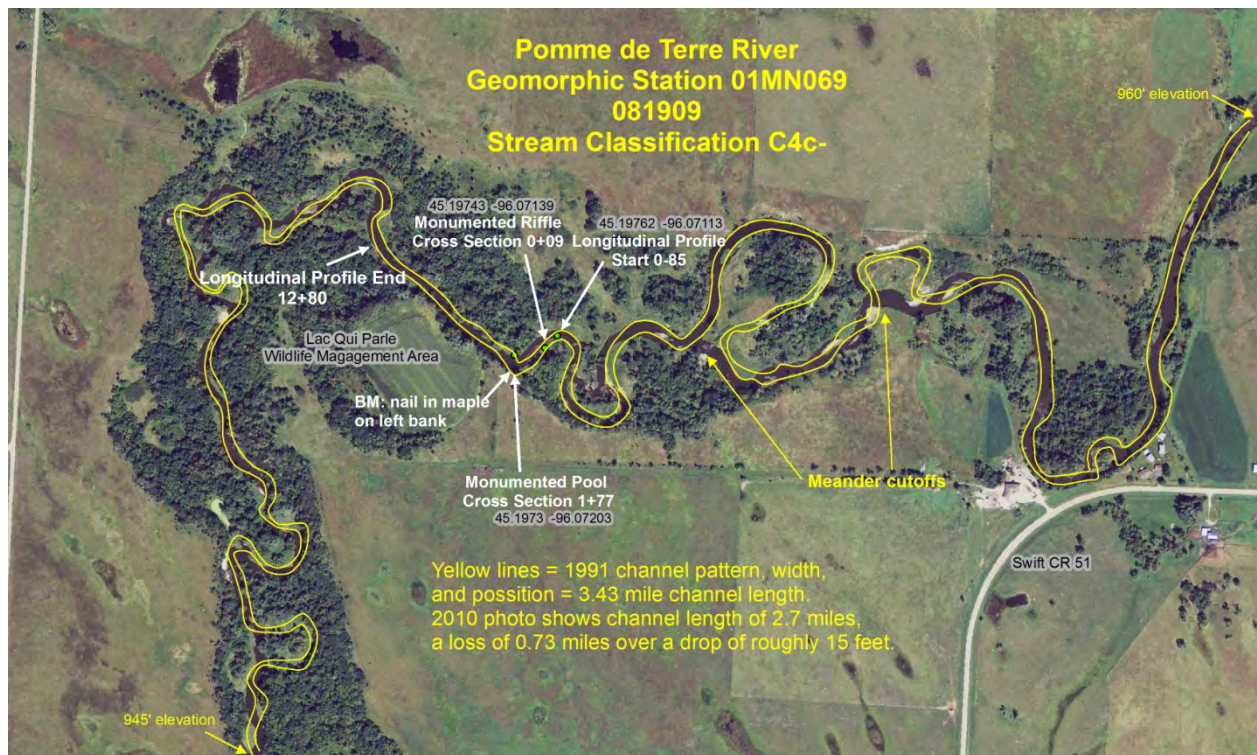 Pomme de Terre River
Geomorphic Station 01MN069
081909
Stream Classification C4c-
960' elevation
45.19743 -96.07139
Monumented Riffle
Cross Section 0+09
45.19762 -96.07113
Longitudinal Profile
Start 0-85
Longitudinal Profile End
12+80
Lac Qui Parle
Wildlife Magagement Area
BM: nail in maple
on left bank
Monumented Pool
Cross Section 1+77
45.1973 -96.07203
Meander cutoffs
Swift CR 51
Yellow lines = 1991 channel pattern, width,
and possition = 3.43 mile channel length.
2010 photo shows channel length of 2.7 miles,
a loss of 0.73 miles over a drop of roughly 15 feet.
945' elevation